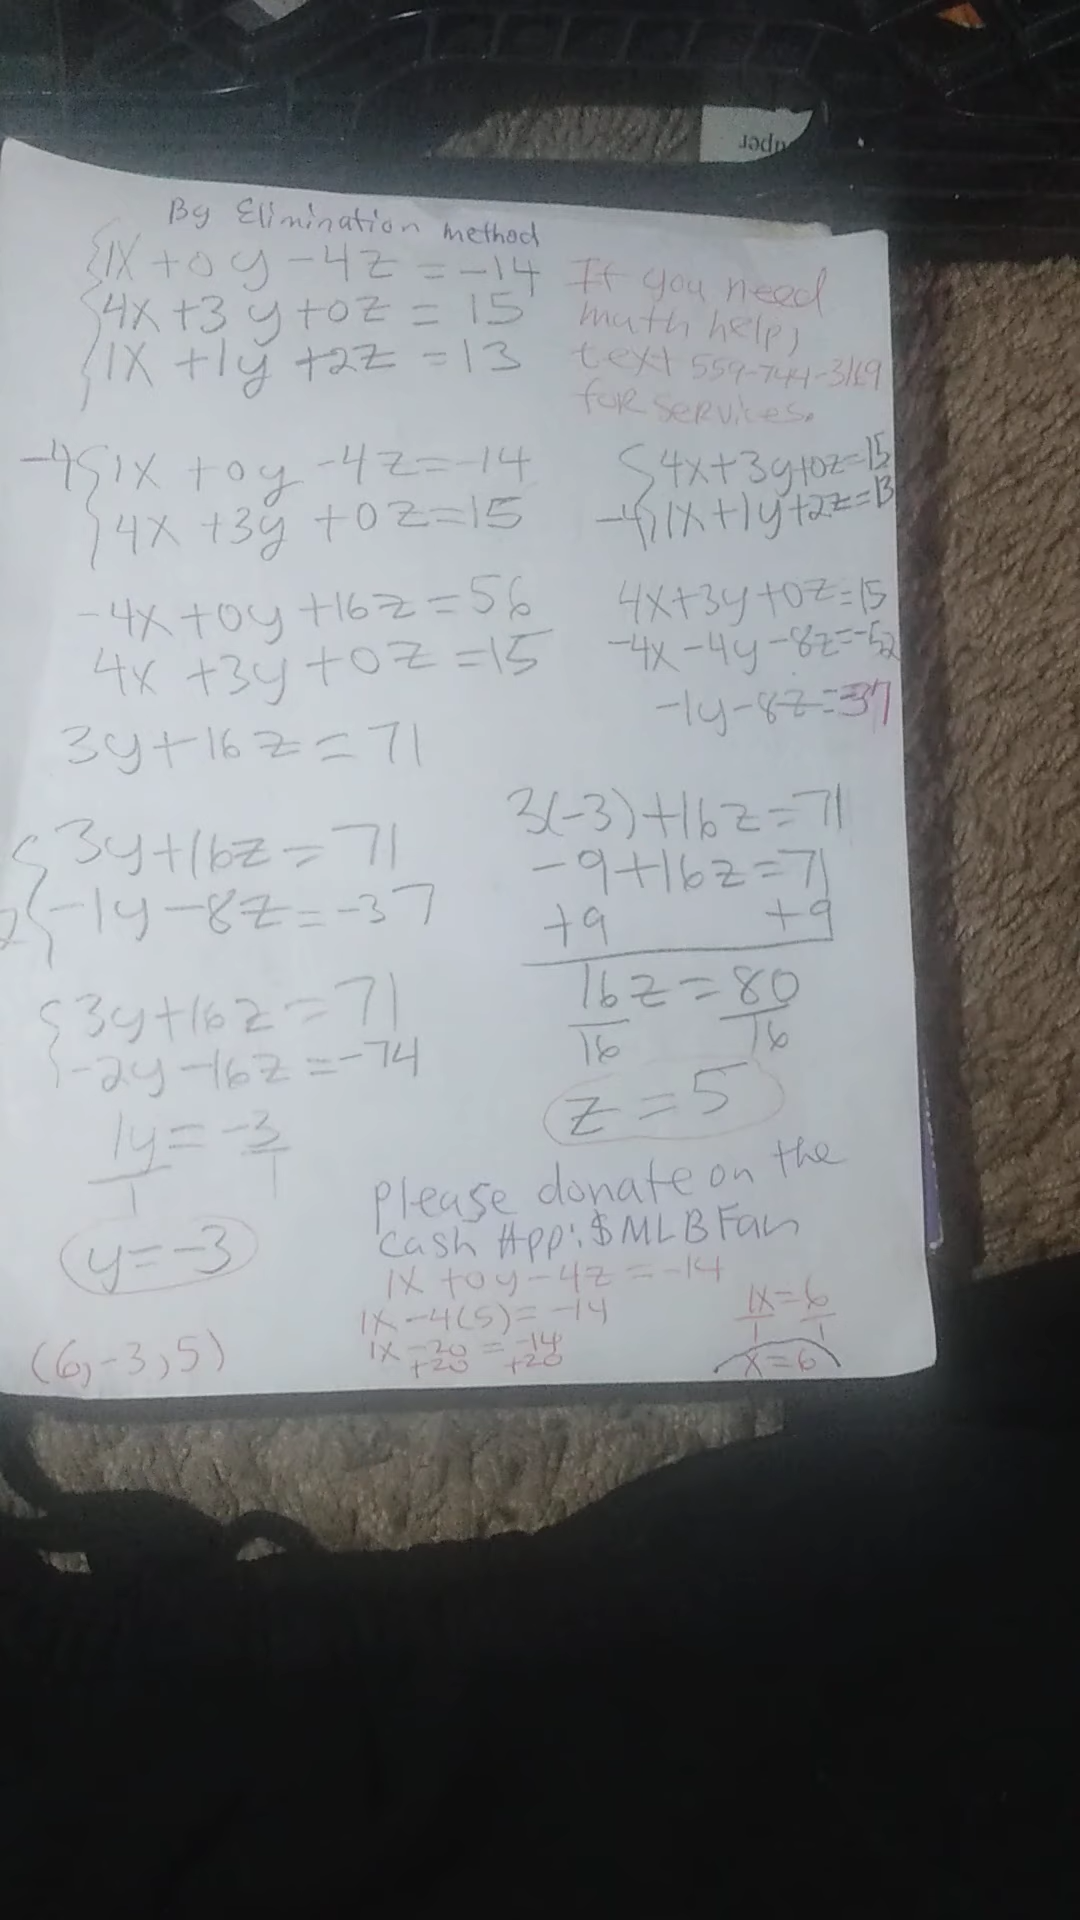 uper
By Elimination method
1x + 0y - 4z = -14
4x + 3y + 0z = 15
1x + 1y + 2z = 13
If you need
math help,
text 559-744-3169
for services.
-4 1x + 0y - 4z = -14
4x + 3y + 0z = 15
4x + 3y + 0z = 15
-4 1x + 1y + 2z = 13
-4x + 0y + 16z = 56
4x + 3y + 0z = 15
3y + 16z = 71
4x + 3y + 0z = 15
-4x - 4y - 8z = -52
-1y - 8z = -37
3y + 16z = 71
2 -1y - 8z = -37
3y + 16z = 71
-2y - 16z = -74
1y = -3
1 1
y = -3
3(-3) + 16z = 71
-9 + 16z = 71
+9 +9
16z = 80
16 16
z = 5
please donate on the
cash App: $MLBFan
1x + 0y - 4z = -14
1x - 4(5) = -14
1x - 20 = -14
+20 +20
1x = 6
1 1
x = 6
(6, -3, 5)